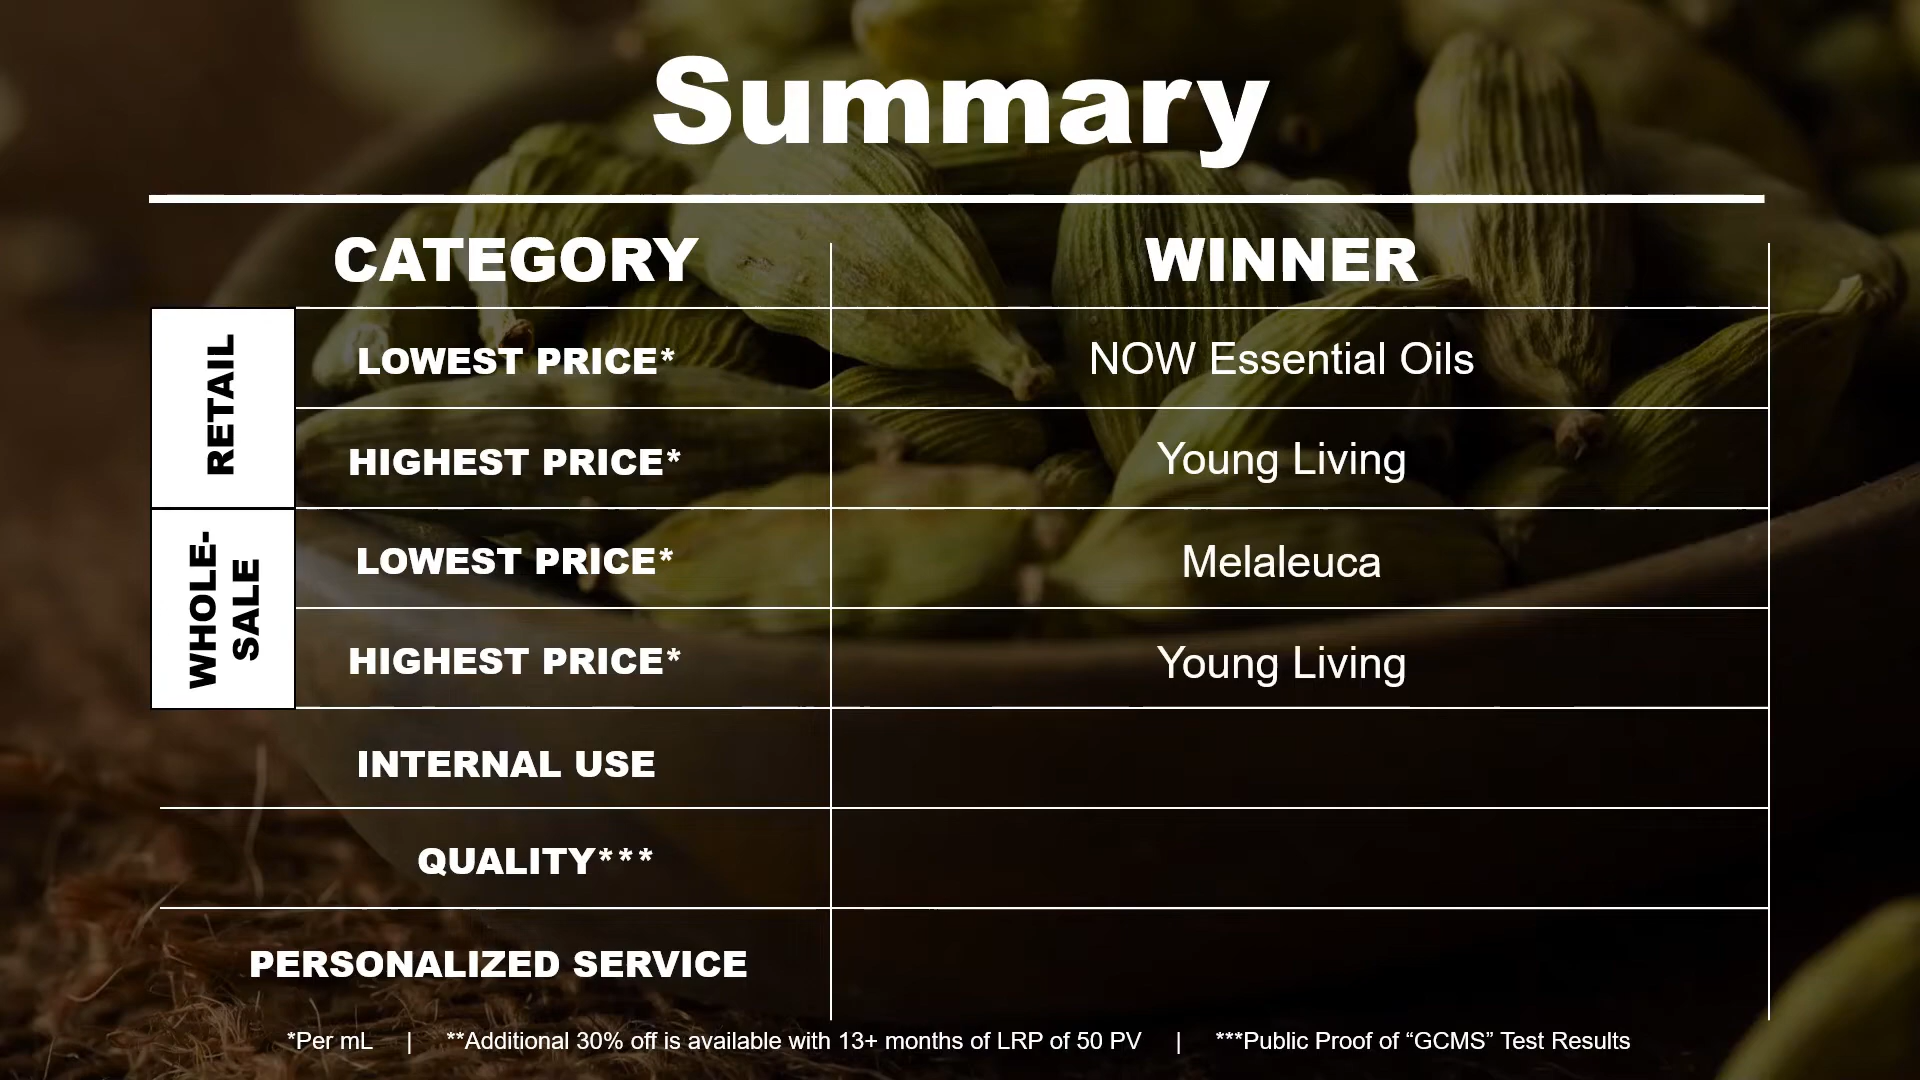 Summary
CATEGORY WINNER
RETAIL
LOWEST PRICE* NOW Essential Oils
HIGHEST PRICE* Young Living
WHOLE-
SALE
LOWEST PRICE* Melaleuca
HIGHEST PRICE* Young Living
INTERNAL USE
QUALITY***
PERSONALIZED SERVICE
*Per mL | **Additional 30% off is available with 13+ months of LRP of 50 PV | ***Public Proof of “GCMS” Test Results